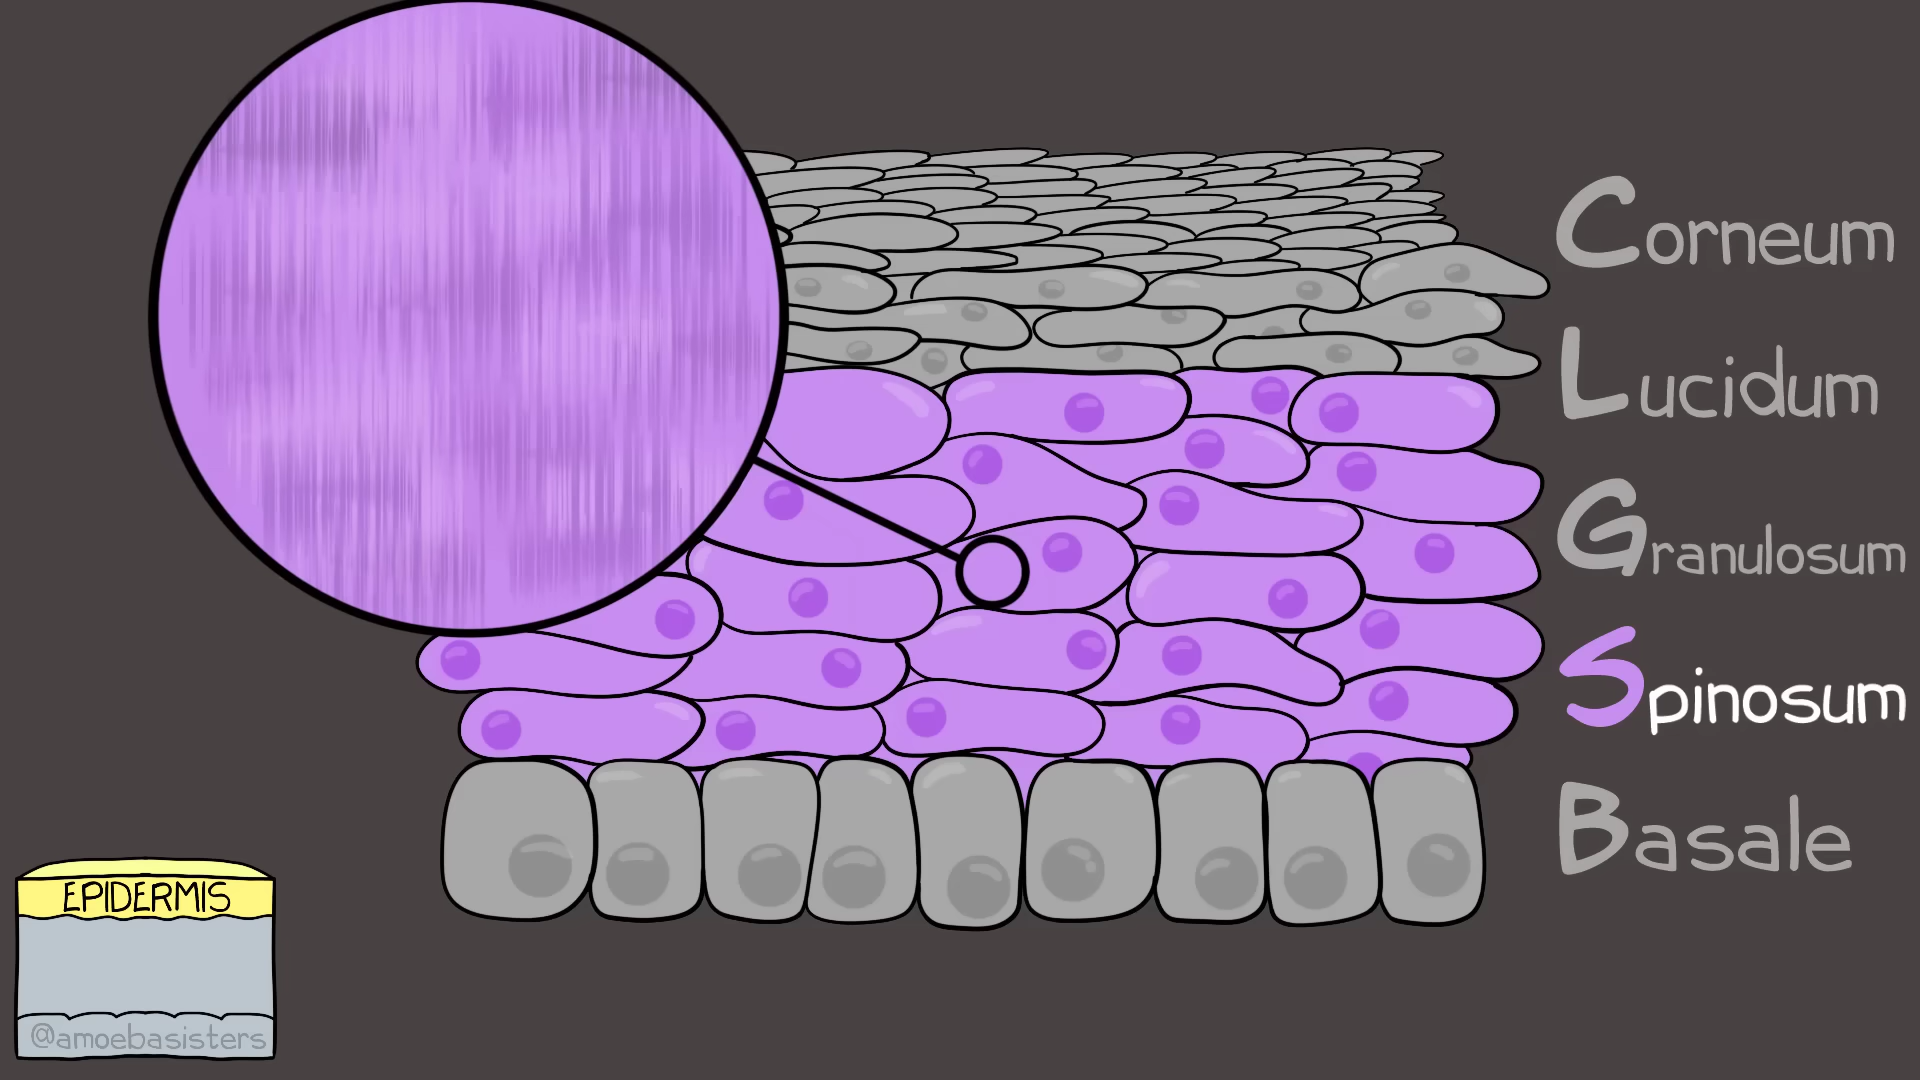 Corneum
Lucidum
Granulosum
Spinosum
Basale
EPIDERMIS
@amoebasisters